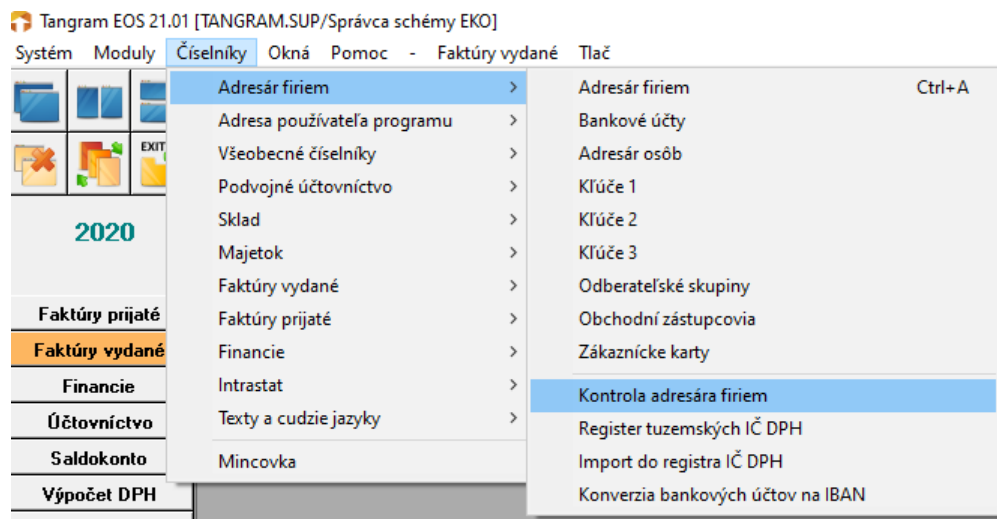 Tangram EOS 21.01 [TANGRAM.SUP/Správca schémy EKO]
Systém Moduly Číselníky Okná Pomoc - Faktúry vydané Tlač
EXIT
2020
Faktúry prijaté
Faktúry vydané
Financie
Účtovníctvo
Saldokonto
Výpočet DPH
Adresár firiem
Adresa používateľa programu
Všeobecné číselníky
Podvojné účtovníctvo
Sklad
Majetok
Faktúry vydané
Faktúry prijaté
Financie
Intrastat
Texty a cudzie jazyky
Mincovka
Adresár firiem Ctrl+A
Bankové účty
Adresár osôb
Kľúče 1
Kľúče 2
Kľúče 3
Odberateľské skupiny
Obchodní zástupcovia
Zákaznícke karty
Kontrola adresára firiem
Register tuzemských IČ DPH
Import do registra IČ DPH
Konverzia bankových účtov na IBAN